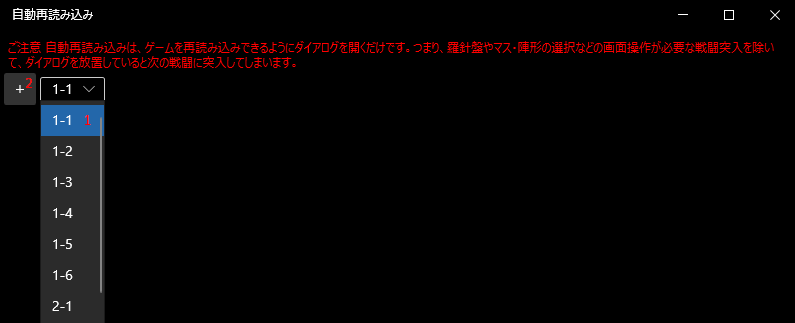 自動再読み込み
ご注意 自動再読み込みは、ゲームを再読み込みできるようにダイアログを開くだけです。つまり、羅針盤やマス・陣形の選択などの画面操作が必要な戦闘突入を除い
て、ダイアログを放置していると次の戦闘に突入してしまいます。
+ 2 1-1
1-1 1
1-2
1-3
1-4
1-5
1-6
2-1